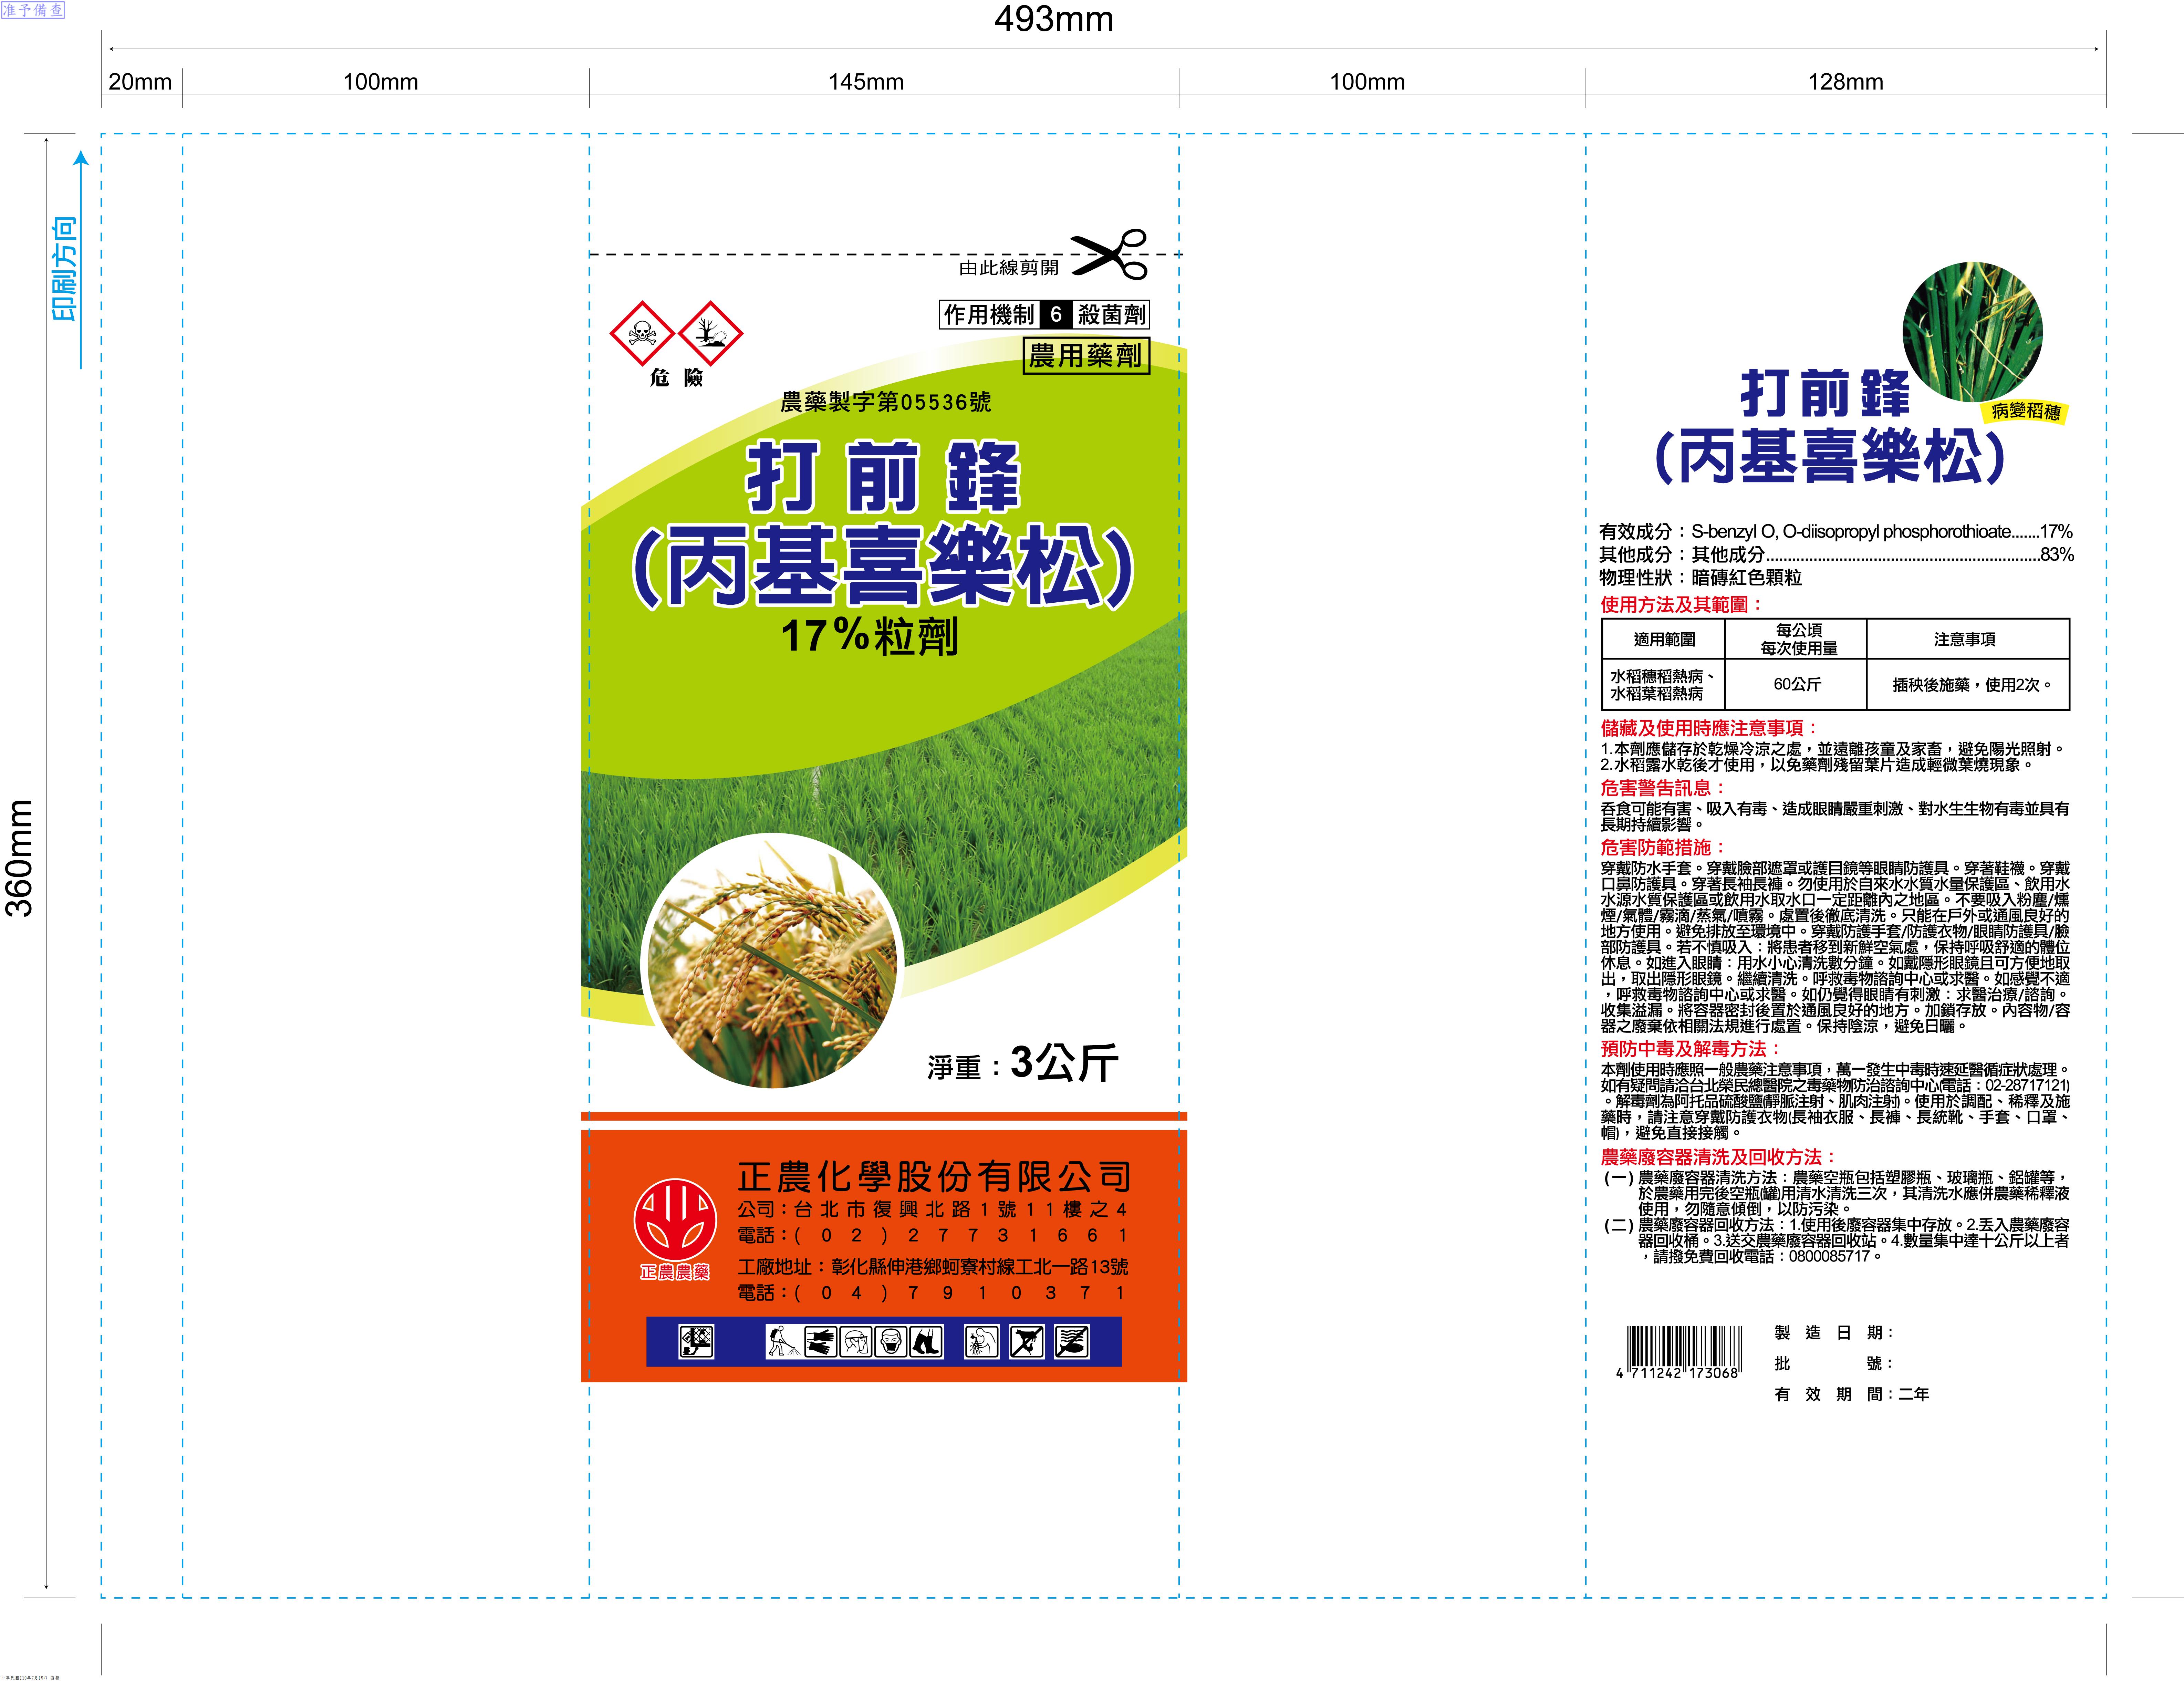 准予備查
493mm
20mm
100mm
145mm
100mm
128mm
360mm
印刷方向
由此線剪開
作用機制 6 殺菌劑
農用藥劑
危險
農藥製字第05536號
打前鋒
(丙基喜樂松)
17%粒劑
淨重：3公斤
正農化學股份有限公司
公司：台北市復興北路1號11樓之4
電話：(02)27731661
工廠地址：彰化縣伸港鄉蚵寮村線工北一路13號
電話：(04)7910371
正農農藥
病變稻穗
打前鋒
(丙基喜樂松)
有效成分：S-benzyl O, O-diisopropyl phosphorothioate.......17%
其他成分：其他成分..............................................................83%
物理性狀：暗磚紅色顆粒
使用方法及其範圍：
適用範圍
每公頃
每次使用量
注意事項
水稻穗稻熱病、
水稻葉稻熱病
60公斤
插秧後施藥，使用2次。
儲藏及使用時應注意事項：
1.本劑應儲存於乾燥冷涼之處，並遠離孩童及家畜，避免陽光照射。
2.水稻露水乾後才使用，以免藥劑殘留葉片造成輕微葉燒現象。
危害警告訊息：
吞食可能有害、吸入有毒、造成眼睛嚴重刺激、對水生生物有毒並具有
長期持續影響。
危害防範措施：
穿戴防水手套。穿戴臉部遮罩或護目鏡等眼睛防護具。穿著鞋襪。穿戴
口鼻防護具。穿著長袖長褲。勿使用於自來水水質水量保護區、飲用水
水源水質保護區或飲用水取水口一定距離內之地區。不要吸入粉塵/燻
煙/氣體/霧滴/蒸氣/噴霧。處置後徹底清洗。只能在戶外或通風良好的
地方使用。避免排放至環境中。穿戴防護手套/防護衣物/眼睛防護具/臉
部防護具。若不慎吸入：將患者移到新鮮空氣處，保持呼吸舒適的體位
休息。如進入眼睛：用水小心清洗數分鐘。如戴隱形眼鏡且可方便地取
出，取出隱形眼鏡。繼續清洗。呼救毒物諮詢中心或求醫。如感覺不適
，呼救毒物諮詢中心或求醫。如仍覺得眼睛有刺激：求醫治療/諮詢。
收集溢漏。將容器密封後置於通風良好的地方。加鎖存放。內容物/容
器之廢棄依相關法規進行處置。保持陰涼，避免日曬。
預防中毒及解毒方法：
本劑使用時應照一般農藥注意事項，萬一發生中毒時速延醫循症狀處理。
如有疑問請洽台北榮民總醫院之毒藥物防治諮詢中心(電話：02-28717121)
。解毒劑為阿托品硫酸鹽(靜脈注射、肌肉注射)。使用於調配、稀釋及施
藥時，請注意穿戴防護衣物(長袖衣服、長褲、長統靴、手套、口罩、
帽)，避免直接接觸。
農藥廢容器清洗及回收方法：
(一)農藥廢容器清洗方法：農藥空瓶包括塑膠瓶、玻璃瓶、鋁罐等，
於農藥用完後空瓶(罐)用清水清洗三次，其清洗水應併農藥稀釋液
使用，勿隨意傾倒，以防污染。
(二)農藥廢容器回收方法：1.使用後廢容器集中存放。2.丟入農藥廢容
器回收桶。3.送交農藥廢容器回收站。4.數量集中達十公斤以上者
，請撥免費回收電話：0800085717。
4 711242 173068
製造日期：
批號：
有效期間：二年